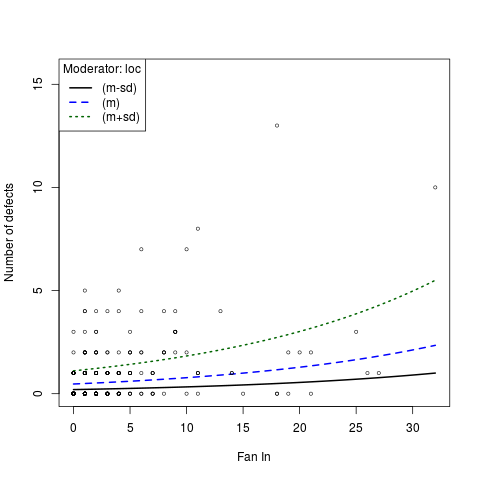 Moderator: loc
(m-sd)
(m)
(m+sd)
Number of defects
15
10
5
0
0 5 10 15 20 25 30
Fan In